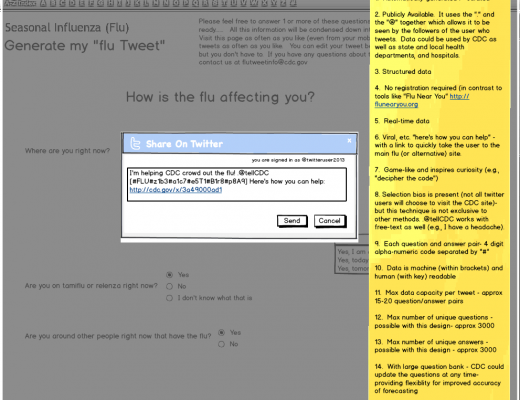 Seasonal Influenza (Flu)
Generate my "flu Tweet"
Please feel free to answer 1 or more of these questions
ready.... All this information will be condensed down in
Visit this page as often as you like (even from your mob
tweets as often as you like. You can edit your tweet b
but you don't have to. If you have any questions about
contact us at flutweetinfo@cdc.gov
How is the flu affecting you?
Where are you right now?
Share On Twitter
x
you are signed in as @twitteruser2013
I'm helping CDC crowd out the flu! @tellCDC
[#FLU#z1b3#a1c7#e5T1#B1r8#p8A9] Here's how you can help:
http://cdc.gov/x/3a49000ad1
Send
Cancel
Yes, I am
Yes, today
Yes, tomor
Are you on tamiflu or relenza right now?
Yes
No
I don't know what that is
Are you around other people right now that have the flu?
Yes
No
2. Publicly Available. It uses the "." and
the "@" together which allows it to be
seen by the followers of the user who
tweets. Data could be used by CDC as
well as state and local health
departments, and hospitals.
3. Structured data
4. No registration required (in contrast to
tools like "Flu Near You" http://
flunearyou.org
5. Real-time data
6. Viral, etc. "here's how you can help" -
with a link to quickly take the user to the
main flu (or alternative) site.
7. Game-like and inspires curiosity (e.g.,
"decipher the code")
8. Selection bias is present (not all twitter
users will choose to visit the CDC site)-
but this technique is not exclusive to
other methods. @tellCDC works with
free-text as well (e.g., I have a headache).
9. Each question and answer pair- 4 digit
alpha-numeric code separated by "#"
10. Data is machine (within brackets) and
human (with key) readable
11. Max data capacity per tweet - approx
15-20 question/answer pairs
12. Max number of unique questions -
possible with this design- approx 3000
13. Max number of unique answers -
possible with this design - approx 3000
14. With large question bank - CDC could
update the questions at any time-
providing flexiblity for improved accuracy
of forecasting